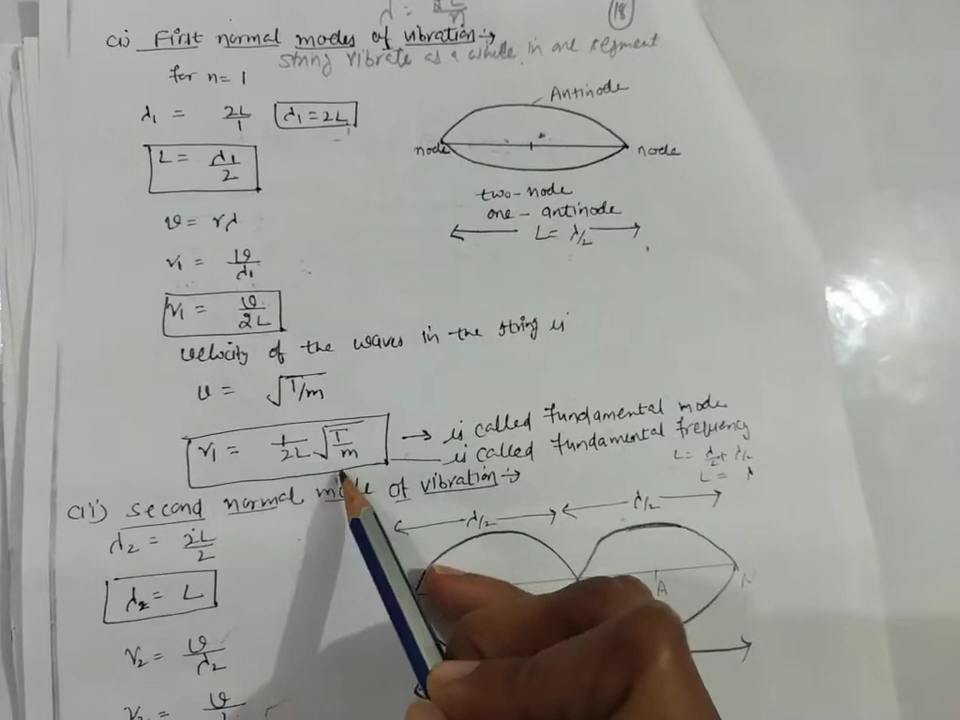 λ = 2L/n
18
(i) First normal modes of vibration :→
string vibrate as a whole in one segment
for n = 1
λ₁ = 2L/1 λ₁ = 2L
L = λ₁/2
Antinode
node node
two-node
one-antinode
L = λ/2
υ = νλ
ν₁ = υ/λ₁
ν₁ = υ/2L
velocity of the waves in the string is
υ = √T/m
ν₁ = 1/2L √T/m → is called fundamental mode
is called fundamental frequency
L = λ/2 + λ/2
L = λ
(ii) second normal mode of vibration :→
λ/2 λ/2
λ₂ = 2L/2
λ₂ = L
A N
ν₂ = υ/λ₂